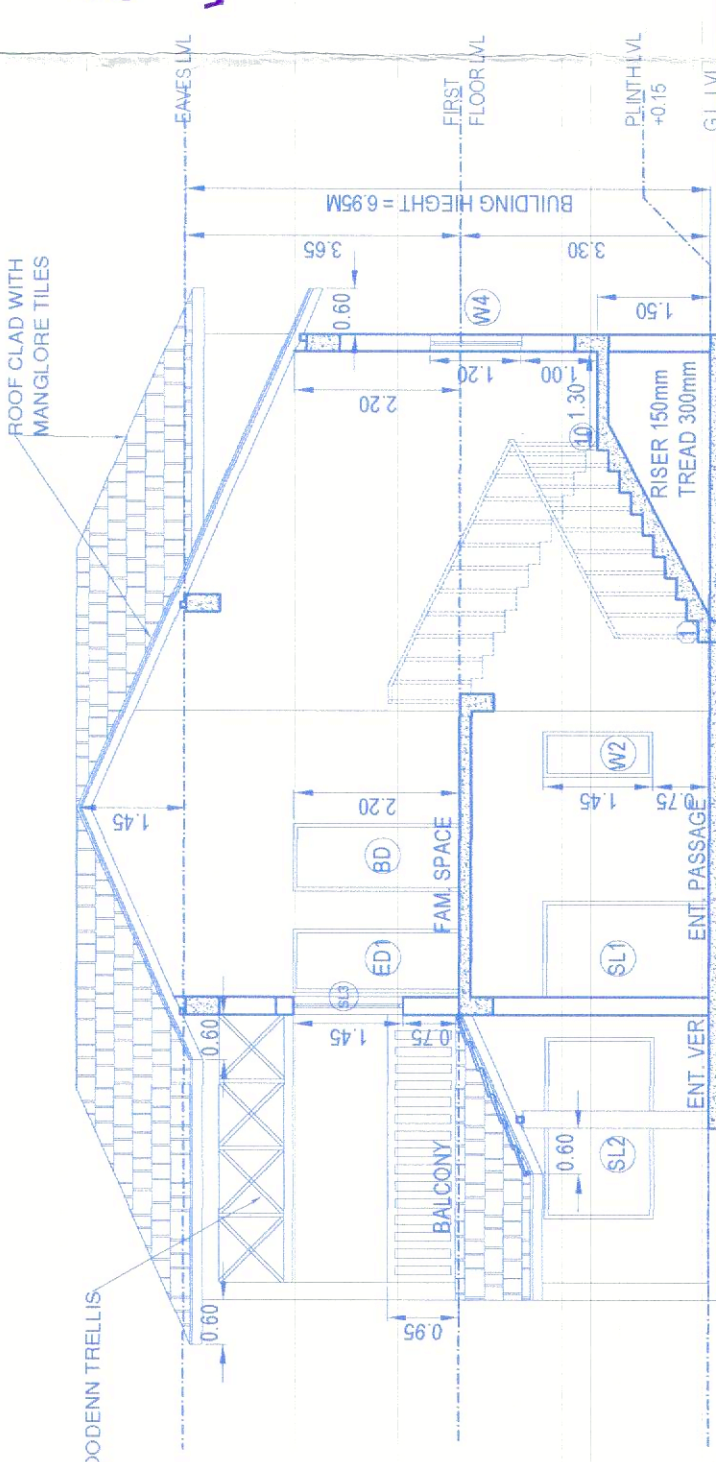 EAVES LVL
FIRST
FLOOR LVL
PLINTH LVL
+0.15
BUILDING HIEGHT = 6.95M
3.65
3.30
ROOF CLAD WITH
MANGLORE TILES
0.60
W4
1.50
2.20
1.20
1.00
10
1.30
RISER 150mm
TREAD 300mm
1
1.45
2.20
BD
ED1
FAM. SPACE
W2
1.45
0.75
ENT. PASSAGE
SL1
SL3
0.60
1.45
0.75
ENT. VER
BALCONY
0.60
SL2
0.60
0.95
OODENN TRELLIS